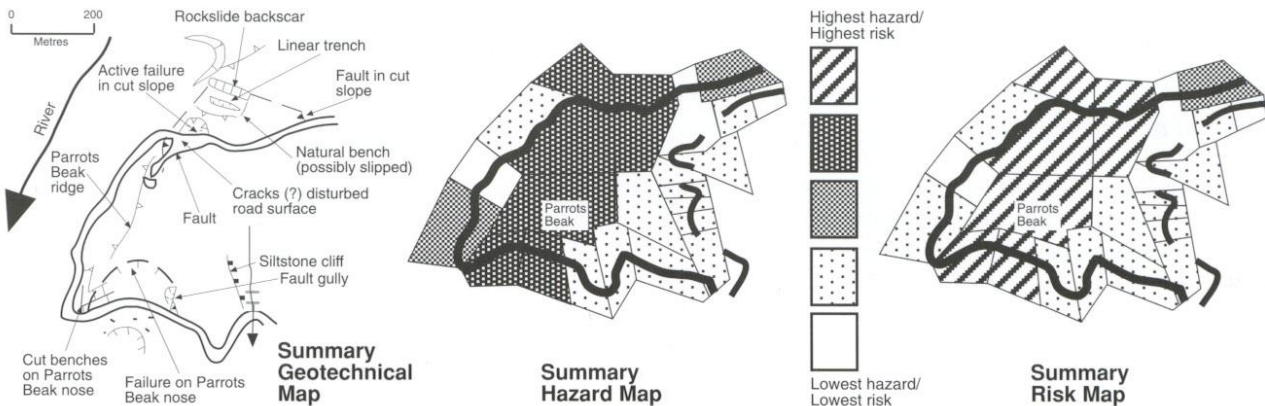 0 200
Metres
River
Rockslide backscar
Linear trench
Active failure
in cut slope
Fault in cut
slope
Natural bench
(possibly slipped)
Parrots
Beak
ridge
Cracks (?) disturbed
road surface
Fault
Siltstone cliff
Fault gully
Cut benches
on Parrots
Beak nose
Failure on Parrots
Beak nose
Summary
Geotechnical
Map
Parrots
Beak
Summary
Hazard Map
Highest hazard/
Highest risk
Lowest hazard/
Lowest risk
Parrots
Beak
Summary
Risk Map